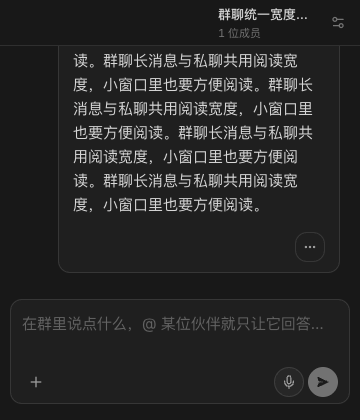 群聊统一宽度...
1 位成员
读。群聊长消息与私聊共用阅读宽
度，小窗口里也要方便阅读。群聊长
消息与私聊共用阅读宽度，小窗口里
也要方便阅读。群聊长消息与私聊共
用阅读宽度，小窗口里也要方便阅
读。群聊长消息与私聊共用阅读宽
度，小窗口里也要方便阅读。
在群里说点什么，@ 某位伙伴就只让它回答...